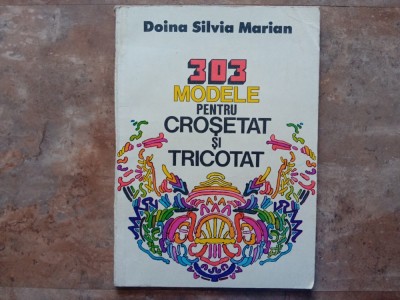 Doina Silvia Marian
303
MODELE
PENTRU
CROȘETAT
ȘI
TRICOTAT